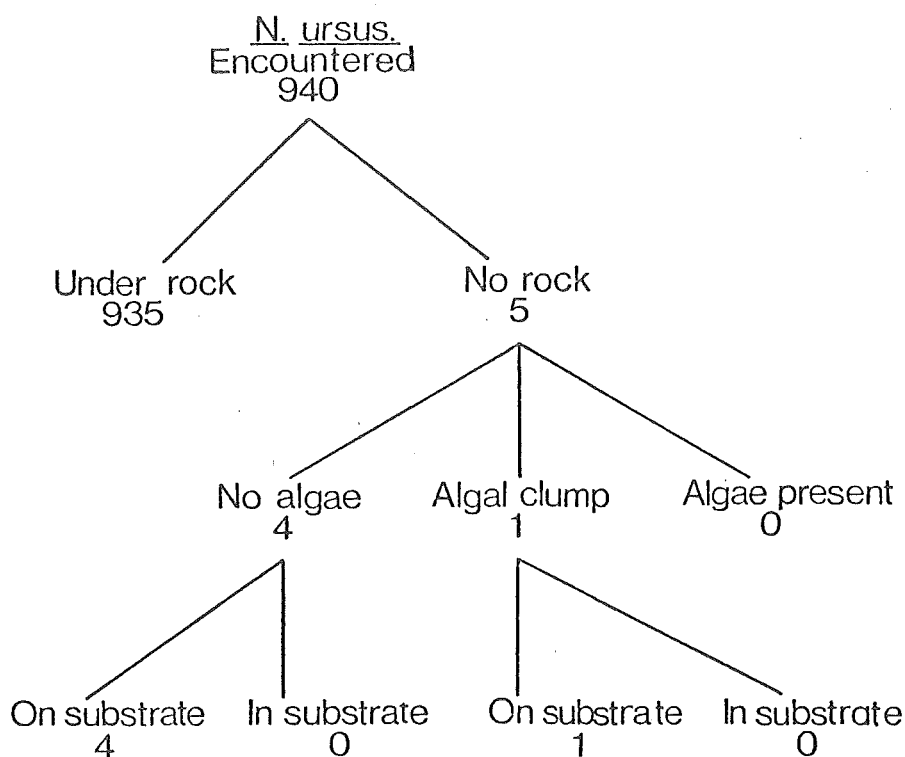 N. ursus.
Encountered
940
Under rock
935
No rock
5
No algae
4
Algal clump
1
Algae present
0
On substrate
4
In substrate
0
On substrate
1
In substrate
0